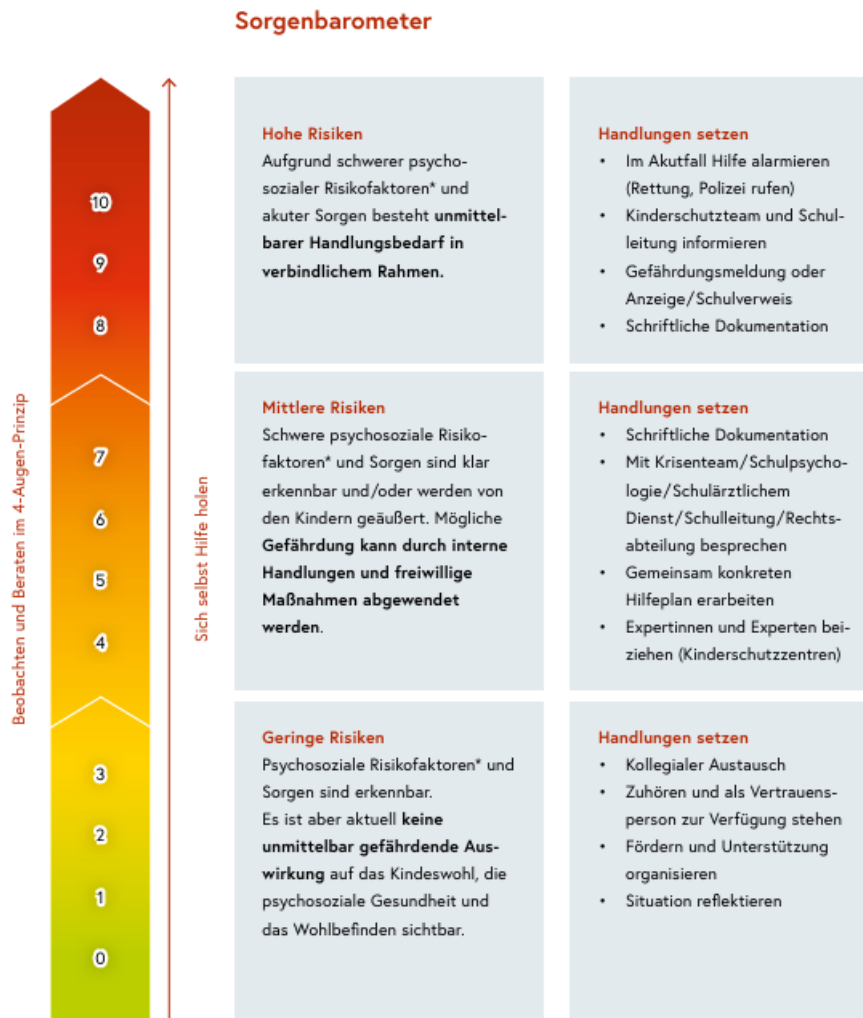 Sorgenbarometer
Beobachten und Beraten im 4-Augen-Prinzip
10
9
8
7
6
5
4
3
2
1
0
Sich selbst Hilfe holen
Hohe Risiken
Aufgrund schwerer psycho-
sozialer Risikofaktoren* und
akuter Sorgen besteht unmittel-
barer Handlungsbedarf in
verbindlichem Rahmen.
Handlungen setzen
• Im Akutfall Hilfe alarmieren
(Rettung, Polizei rufen)
• Kinderschutzteam und Schul-
leitung informieren
• Gefährdungsmeldung oder
Anzeige/Schulverweis
• Schriftliche Dokumentation
Mittlere Risiken
Schwere psychosoziale Risiko-
faktoren* und Sorgen sind klar
erkennbar und/oder werden von
den Kindern geäußert. Mögliche
Gefährdung kann durch interne
Handlungen und freiwillige
Maßnahmen abgewendet
werden.
Handlungen setzen
• Schriftliche Dokumentation
• Mit Krisenteam/Schulpsycho-
logie/Schulärztlichem
Dienst/Schulleitung/Rechts-
abteilung besprechen
• Gemeinsam konkreten
Hilfeplan erarbeiten
• Expertinnen und Experten bei-
ziehen (Kinderschutzzentren)
Geringe Risiken
Psychosoziale Risikofaktoren* und
Sorgen sind erkennbar.
Es ist aber aktuell keine
unmittelbar gefährdende Aus-
wirkung auf das Kindeswohl, die
psychosoziale Gesundheit und
das Wohlbefinden sichtbar.
Handlungen setzen
• Kollegialer Austausch
• Zuhören und als Vertrauens-
person zur Verfügung stehen
• Fördern und Unterstützung
organisieren
• Situation reflektieren